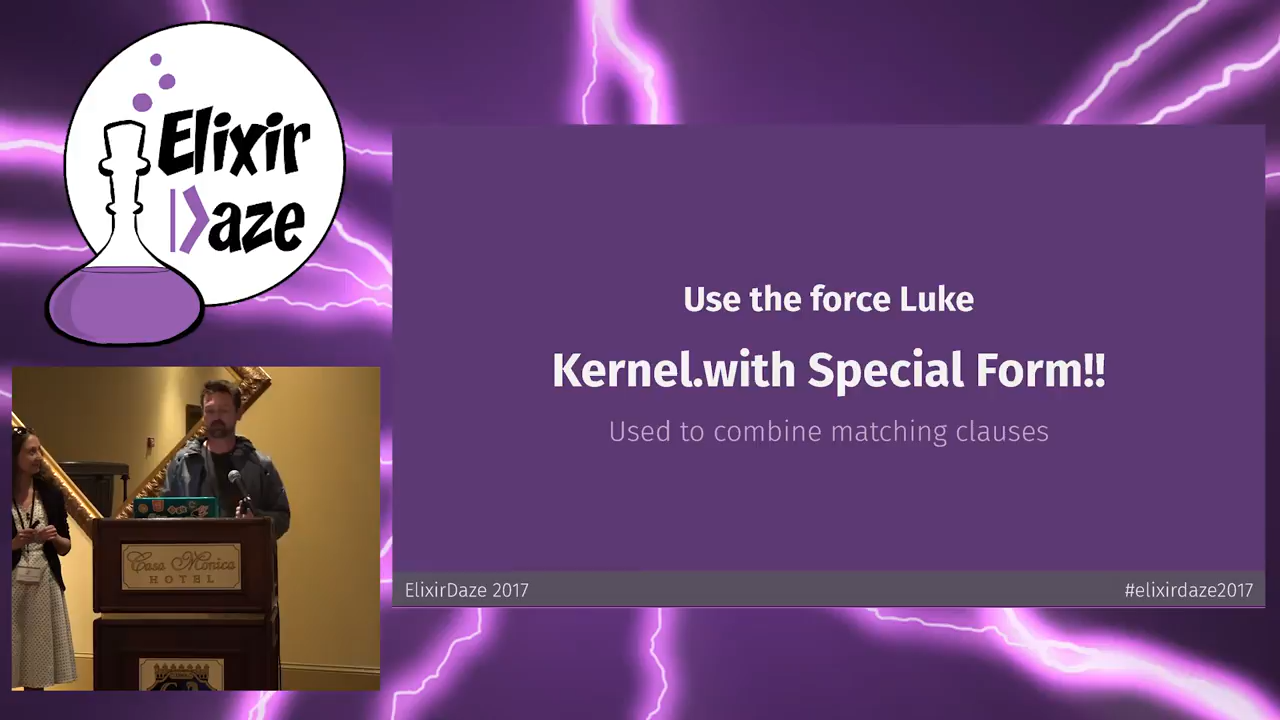 Elixir
Daze
Use the force Luke
Kernel.with Special Form!!
Used to combine matching clauses
Casa Monica
HOTEL
ElixirDaze 2017
#elixirdaze2017